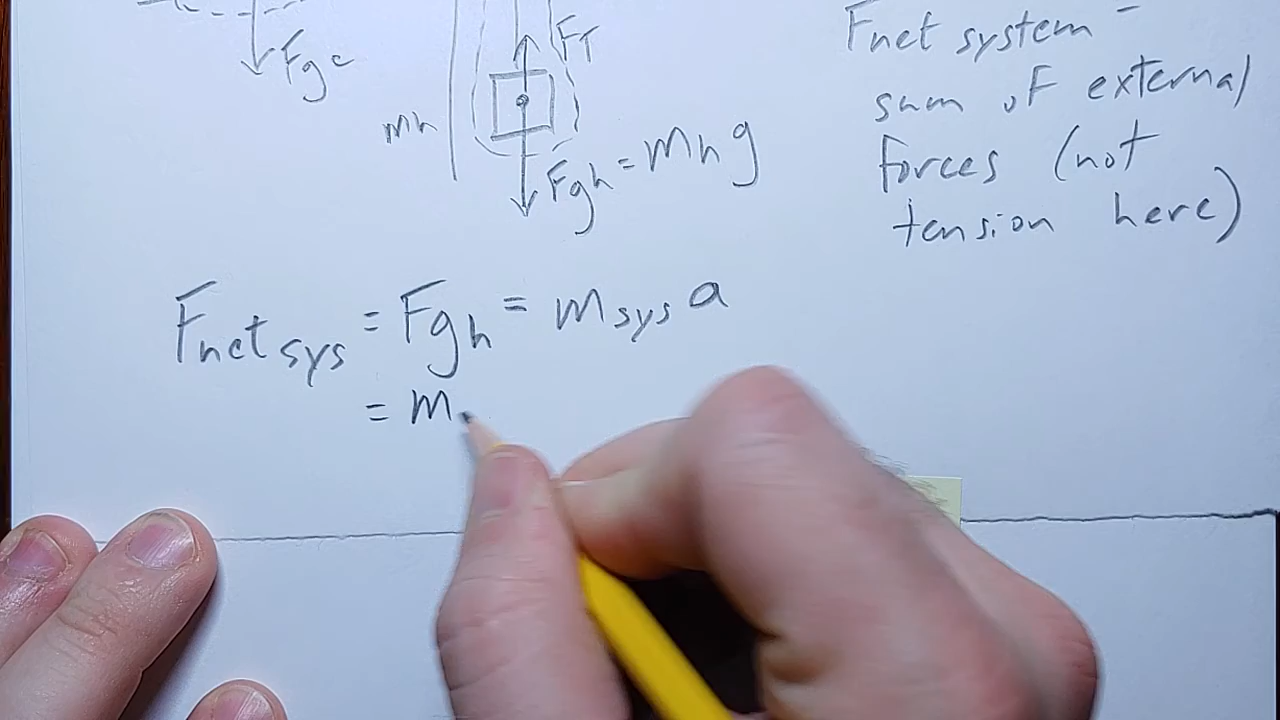 Fgc
FT
mh
Fgh = mhg
Fnet system =
sum of external
forces (not
tension here)
Fnet sys = Fgh = msys a
= m